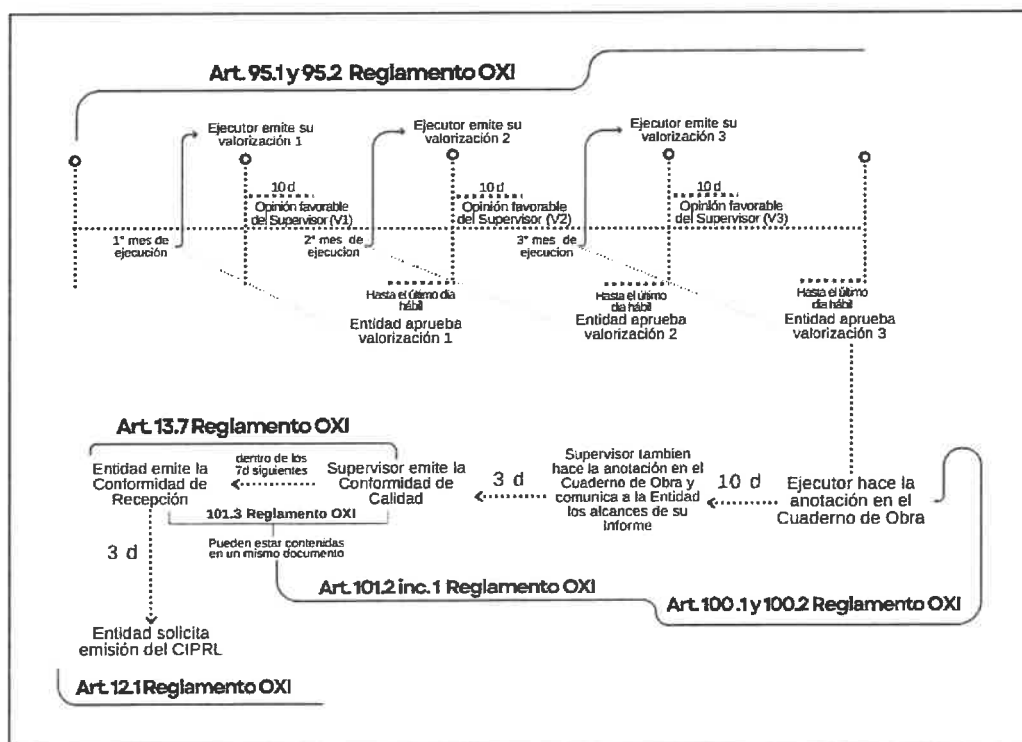 Art. 95.1 y 95.2 Reglamento OXI
Ejecutor emite su
valorización 1
Ejecutor emite su
valorización 2
Ejecutor emite su
valorización 3
10 d
Opinión favorable
del Supervisor (V1)
10 d
Opinión favorable
del Supervisor (V2)
10 d
Opinión favorable
del Supervisor (V3)
1° mes de
ejecución
2° mes de
ejecucion
3° mes de
ejecucion
Hasta el último dia
hábil
Entidad aprueba
valorización 1
Hasta el último
dia hábil
Entidad aprueba
valorización 2
Hasta el último
dia hábil
Entidad aprueba
valorización 3
Art. 13.7 Reglamento OXI
Entidad emite la
Conformidad de
Recepción
dentro de los
7d siguientes
Supervisor emite la
Conformidad de
Calidad
3 d
Supervisor tambien
hace la anotación en el
Cuaderno de Obra y
comunica a la Entidad
los alcances de su
Informe
10 d
Ejecutor hace la
anotación en el
Cuaderno de Obra
101.3 Reglamento OXI
Pueden estar contenidas
en un mismo documento
3 d
Art. 101.2 inc. 1 Reglamento OXI
Art. 100.1 y 100.2 Reglamento OXI
Entidad solicita
emisión del CIPRL
Art. 12.1 Reglamento OXI